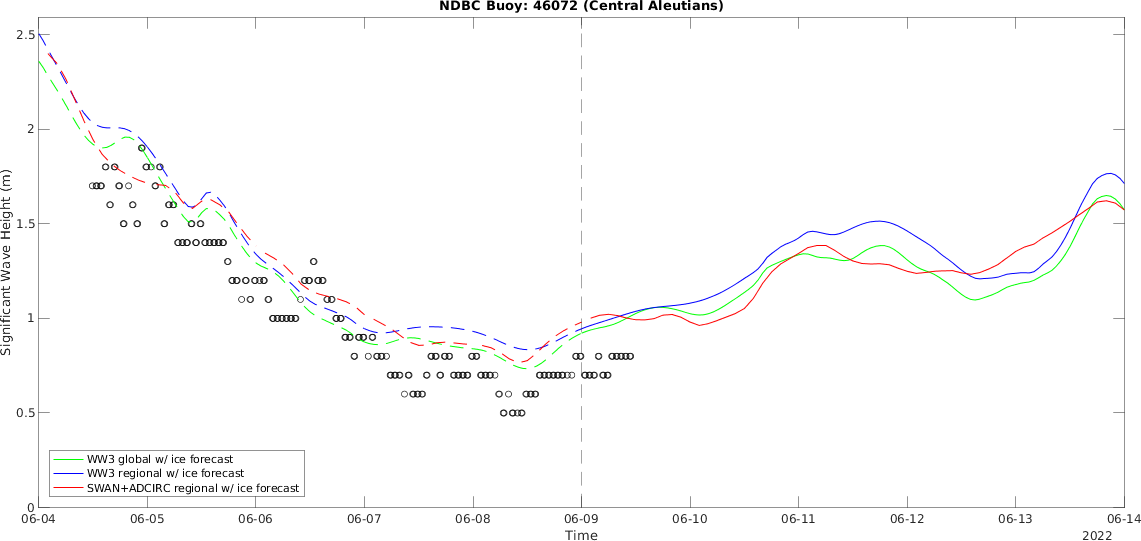 NDBC Buoy: 46072 (Central Aleutians)
Significant Wave Height (m)
2.5
2
1.5
1
0.5
0
WW3 global w/ ice forecast
WW3 regional w/ ice forecast
SWAN+ADCIRC regional w/ ice forecast
06-04 06-05 06-06 06-07 06-08 06-09 06-10 06-11 06-12 06-13 06-14
Time
2022